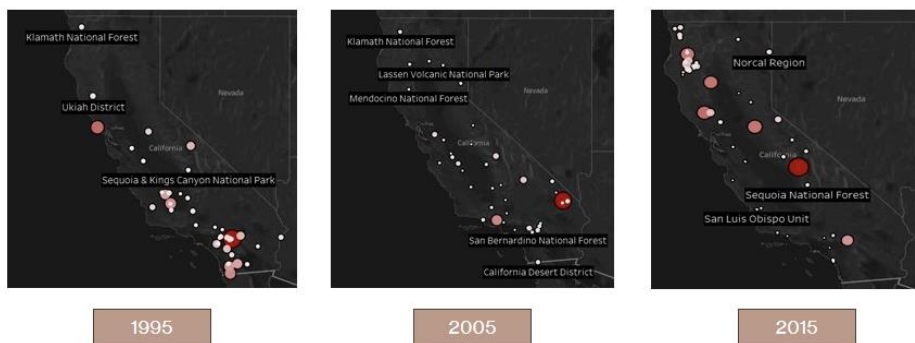 Klamath National Forest
Ukiah District
Nevada
California
Sequoia & Kings Canyon National Park
1995
Klamath National Forest
Lassen Volcanic National Park
Mendocino National Forest
Nevada
California
San Bernardino National Forest
California Desert District
2005
Norcal Region
Nevada
California
Sequoia National Forest
San Luis Obispo Unit
2015